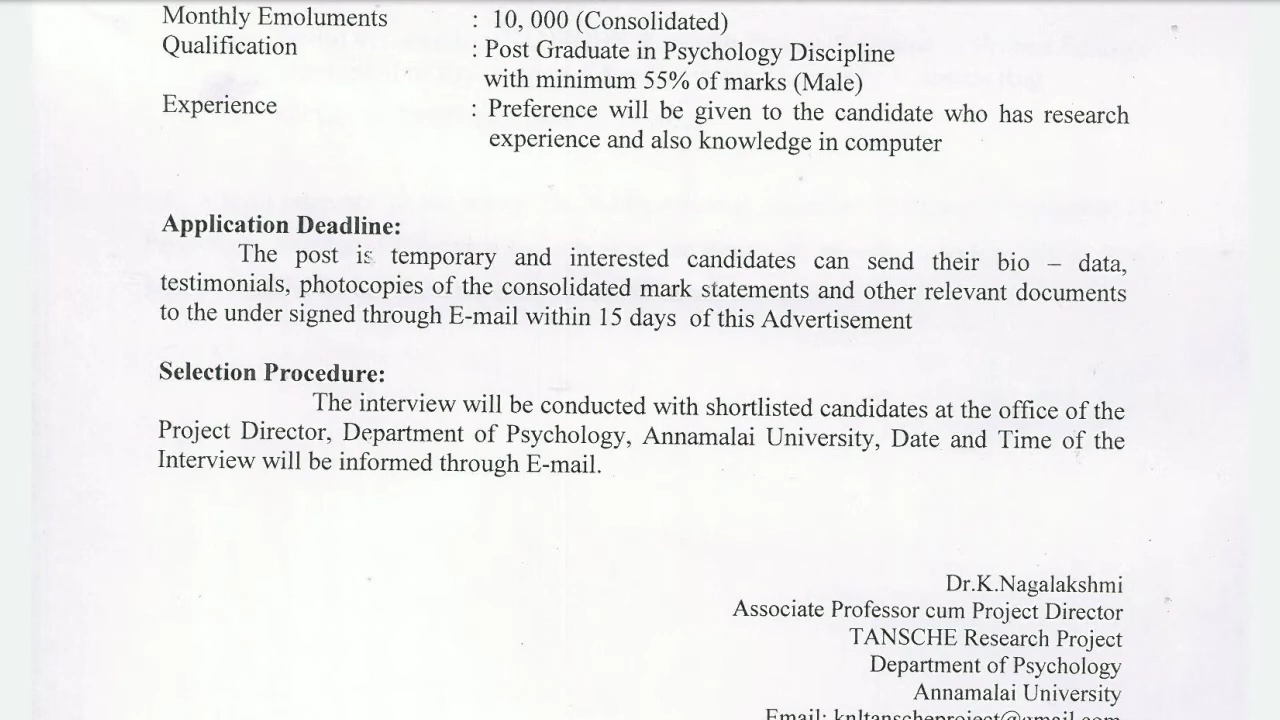 Monthly Emoluments : 10, 000 (Consolidated)
Qualification : Post Graduate in Psychology Discipline
with minimum 55% of marks (Male)
Experience : Preference will be given to the candidate who has research
experience and also knowledge in computer
Application Deadline:
The post is temporary and interested candidates can send their bio – data,
testimonials, photocopies of the consolidated mark statements and other relevant documents
to the under signed through E-mail within 15 days of this Advertisement
Selection Procedure:
The interview will be conducted with shortlisted candidates at the office of the
Project Director, Department of Psychology, Annamalai University, Date and Time of the
Interview will be informed through E-mail.
Dr.K.Nagalakshmi
Associate Professor cum Project Director
TANSCHE Research Project
Department of Psychology
Annamalai University
Email: knltanscheproject@gmail.com